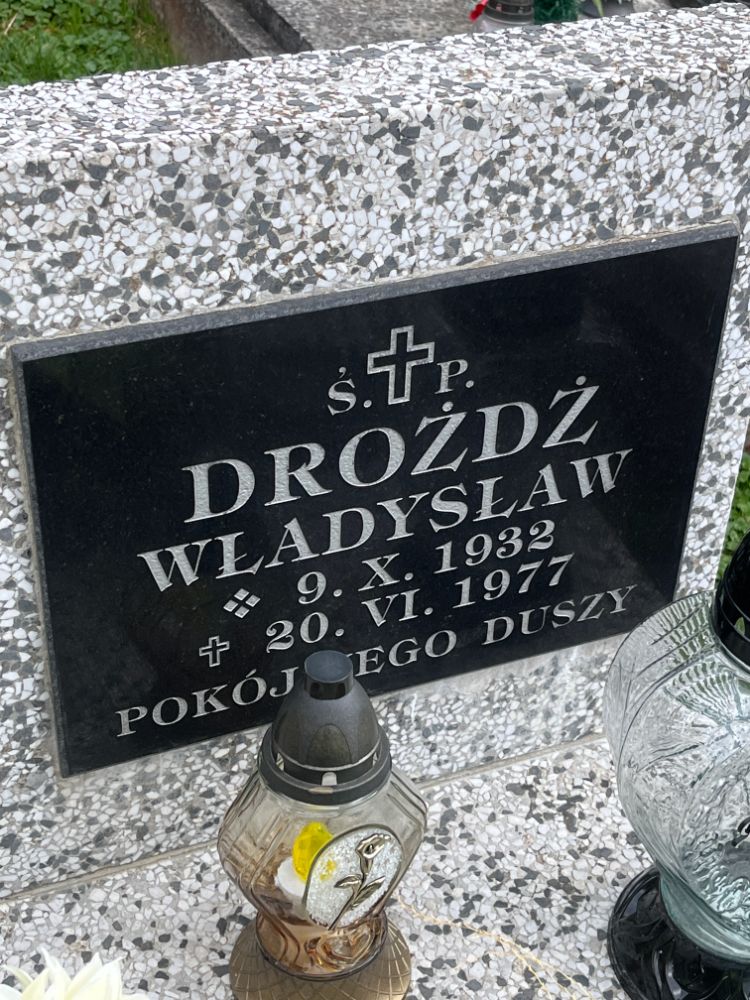 Ś. P.
DROŻDŻ
WŁADYSŁAW
9. X. 1932
20. VI. 1977
POKÓJ JEGO DUSZY